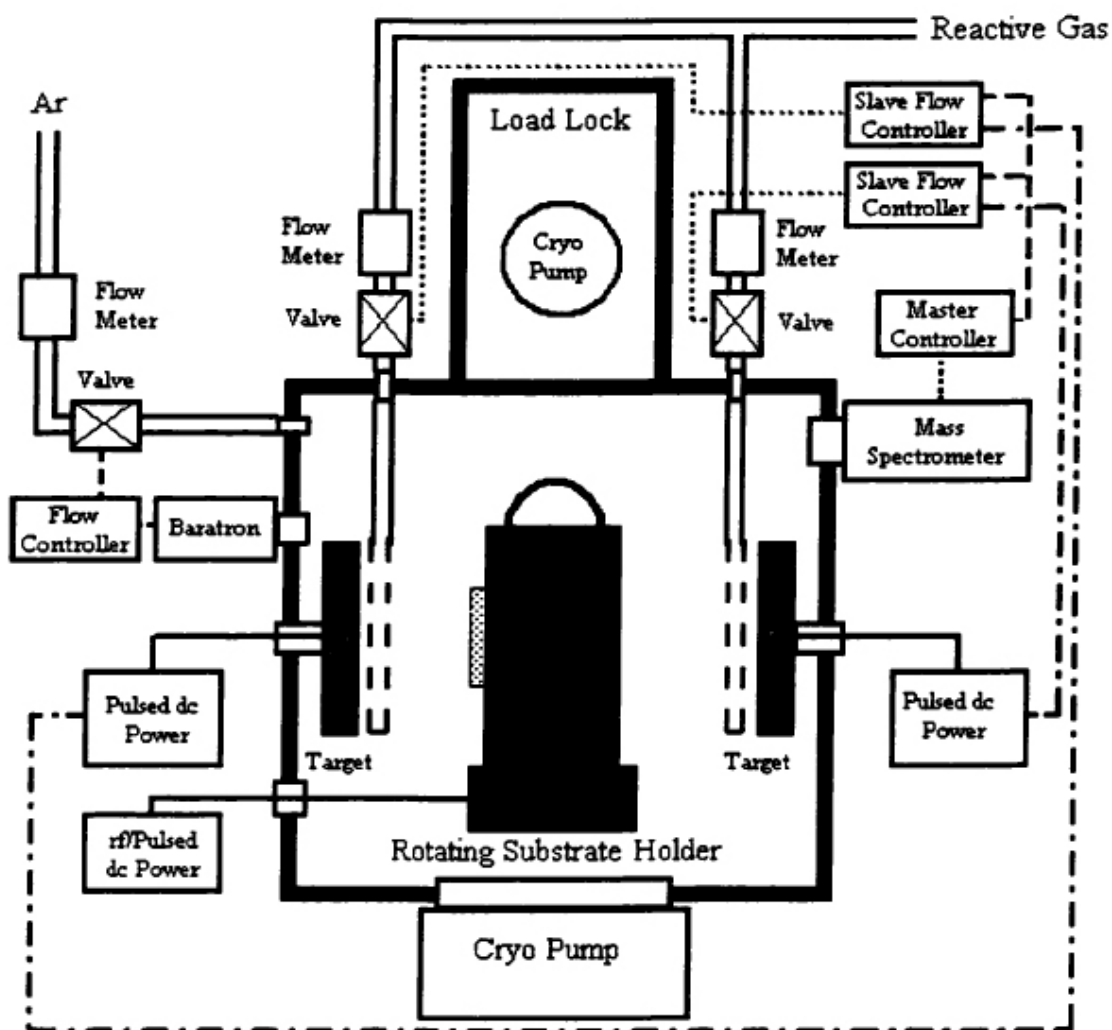 Reactive Gas
Ar
Load Lock
Slave Flow
Controller
Slave Flow
Controller
Flow
Meter
Cryo
Pump
Flow
Meter
Flow
Meter
Valve
Valve
Master
Controller
Valve
Mass
Spectrometer
Flow
Controller
Baratron
Pulsed dc
Power
Pulsed dc
Power
Target
Target
rf/Pulsed
dc Power
Rotating Substrate Holder
Cryo Pump